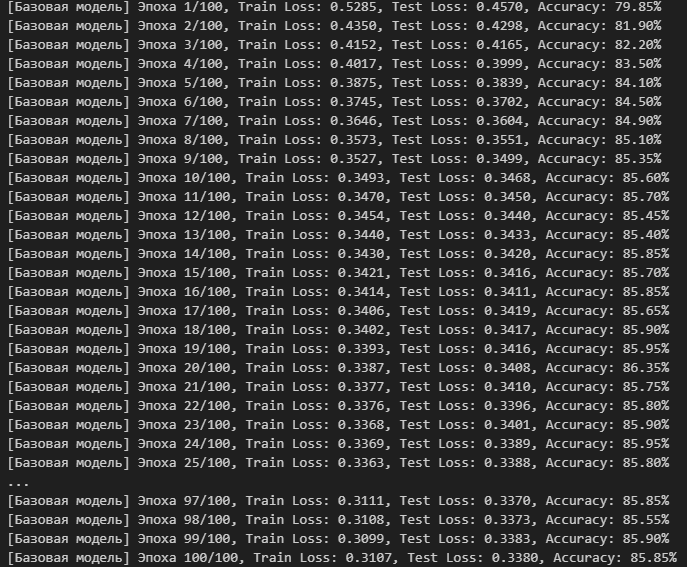 [Базовая модель] Эпоха 1/100, Train Loss: 0.5285, Test Loss: 0.4570, Accuracy: 79.85%
[Базовая модель] Эпоха 2/100, Train Loss: 0.4350, Test Loss: 0.4298, Accuracy: 81.90%
[Базовая модель] Эпоха 3/100, Train Loss: 0.4152, Test Loss: 0.4165, Accuracy: 82.20%
[Базовая модель] Эпоха 4/100, Train Loss: 0.4017, Test Loss: 0.3999, Accuracy: 83.50%
[Базовая модель] Эпоха 5/100, Train Loss: 0.3875, Test Loss: 0.3839, Accuracy: 84.10%
[Базовая модель] Эпоха 6/100, Train Loss: 0.3745, Test Loss: 0.3702, Accuracy: 84.50%
[Базовая модель] Эпоха 7/100, Train Loss: 0.3646, Test Loss: 0.3604, Accuracy: 84.90%
[Базовая модель] Эпоха 8/100, Train Loss: 0.3573, Test Loss: 0.3551, Accuracy: 85.10%
[Базовая модель] Эпоха 9/100, Train Loss: 0.3527, Test Loss: 0.3499, Accuracy: 85.35%
[Базовая модель] Эпоха 10/100, Train Loss: 0.3493, Test Loss: 0.3468, Accuracy: 85.60%
[Базовая модель] Эпоха 11/100, Train Loss: 0.3470, Test Loss: 0.3450, Accuracy: 85.70%
[Базовая модель] Эпоха 12/100, Train Loss: 0.3454, Test Loss: 0.3440, Accuracy: 85.45%
[Базовая модель] Эпоха 13/100, Train Loss: 0.3440, Test Loss: 0.3433, Accuracy: 85.40%
[Базовая модель] Эпоха 14/100, Train Loss: 0.3430, Test Loss: 0.3420, Accuracy: 85.85%
[Базовая модель] Эпоха 15/100, Train Loss: 0.3421, Test Loss: 0.3416, Accuracy: 85.70%
[Базовая модель] Эпоха 16/100, Train Loss: 0.3414, Test Loss: 0.3411, Accuracy: 85.85%
[Базовая модель] Эпоха 17/100, Train Loss: 0.3406, Test Loss: 0.3419, Accuracy: 85.65%
[Базовая модель] Эпоха 18/100, Train Loss: 0.3402, Test Loss: 0.3417, Accuracy: 85.90%
[Базовая модель] Эпоха 19/100, Train Loss: 0.3393, Test Loss: 0.3416, Accuracy: 85.95%
[Базовая модель] Эпоха 20/100, Train Loss: 0.3387, Test Loss: 0.3408, Accuracy: 86.35%
[Базовая модель] Эпоха 21/100, Train Loss: 0.3377, Test Loss: 0.3410, Accuracy: 85.75%
[Базовая модель] Эпоха 22/100, Train Loss: 0.3376, Test Loss: 0.3396, Accuracy: 85.80%
[Базовая модель] Эпоха 23/100, Train Loss: 0.3368, Test Loss: 0.3401, Accuracy: 85.90%
[Базовая модель] Эпоха 24/100, Train Loss: 0.3369, Test Loss: 0.3389, Accuracy: 85.95%
[Базовая модель] Эпоха 25/100, Train Loss: 0.3363, Test Loss: 0.3388, Accuracy: 85.80%
...
[Базовая модель] Эпоха 97/100, Train Loss: 0.3111, Test Loss: 0.3370, Accuracy: 85.85%
[Базовая модель] Эпоха 98/100, Train Loss: 0.3108, Test Loss: 0.3373, Accuracy: 85.55%
[Базовая модель] Эпоха 99/100, Train Loss: 0.3099, Test Loss: 0.3383, Accuracy: 85.90%
[Базовая модель] Эпоха 100/100, Train Loss: 0.3107, Test Loss: 0.3380, Accuracy: 85.85%